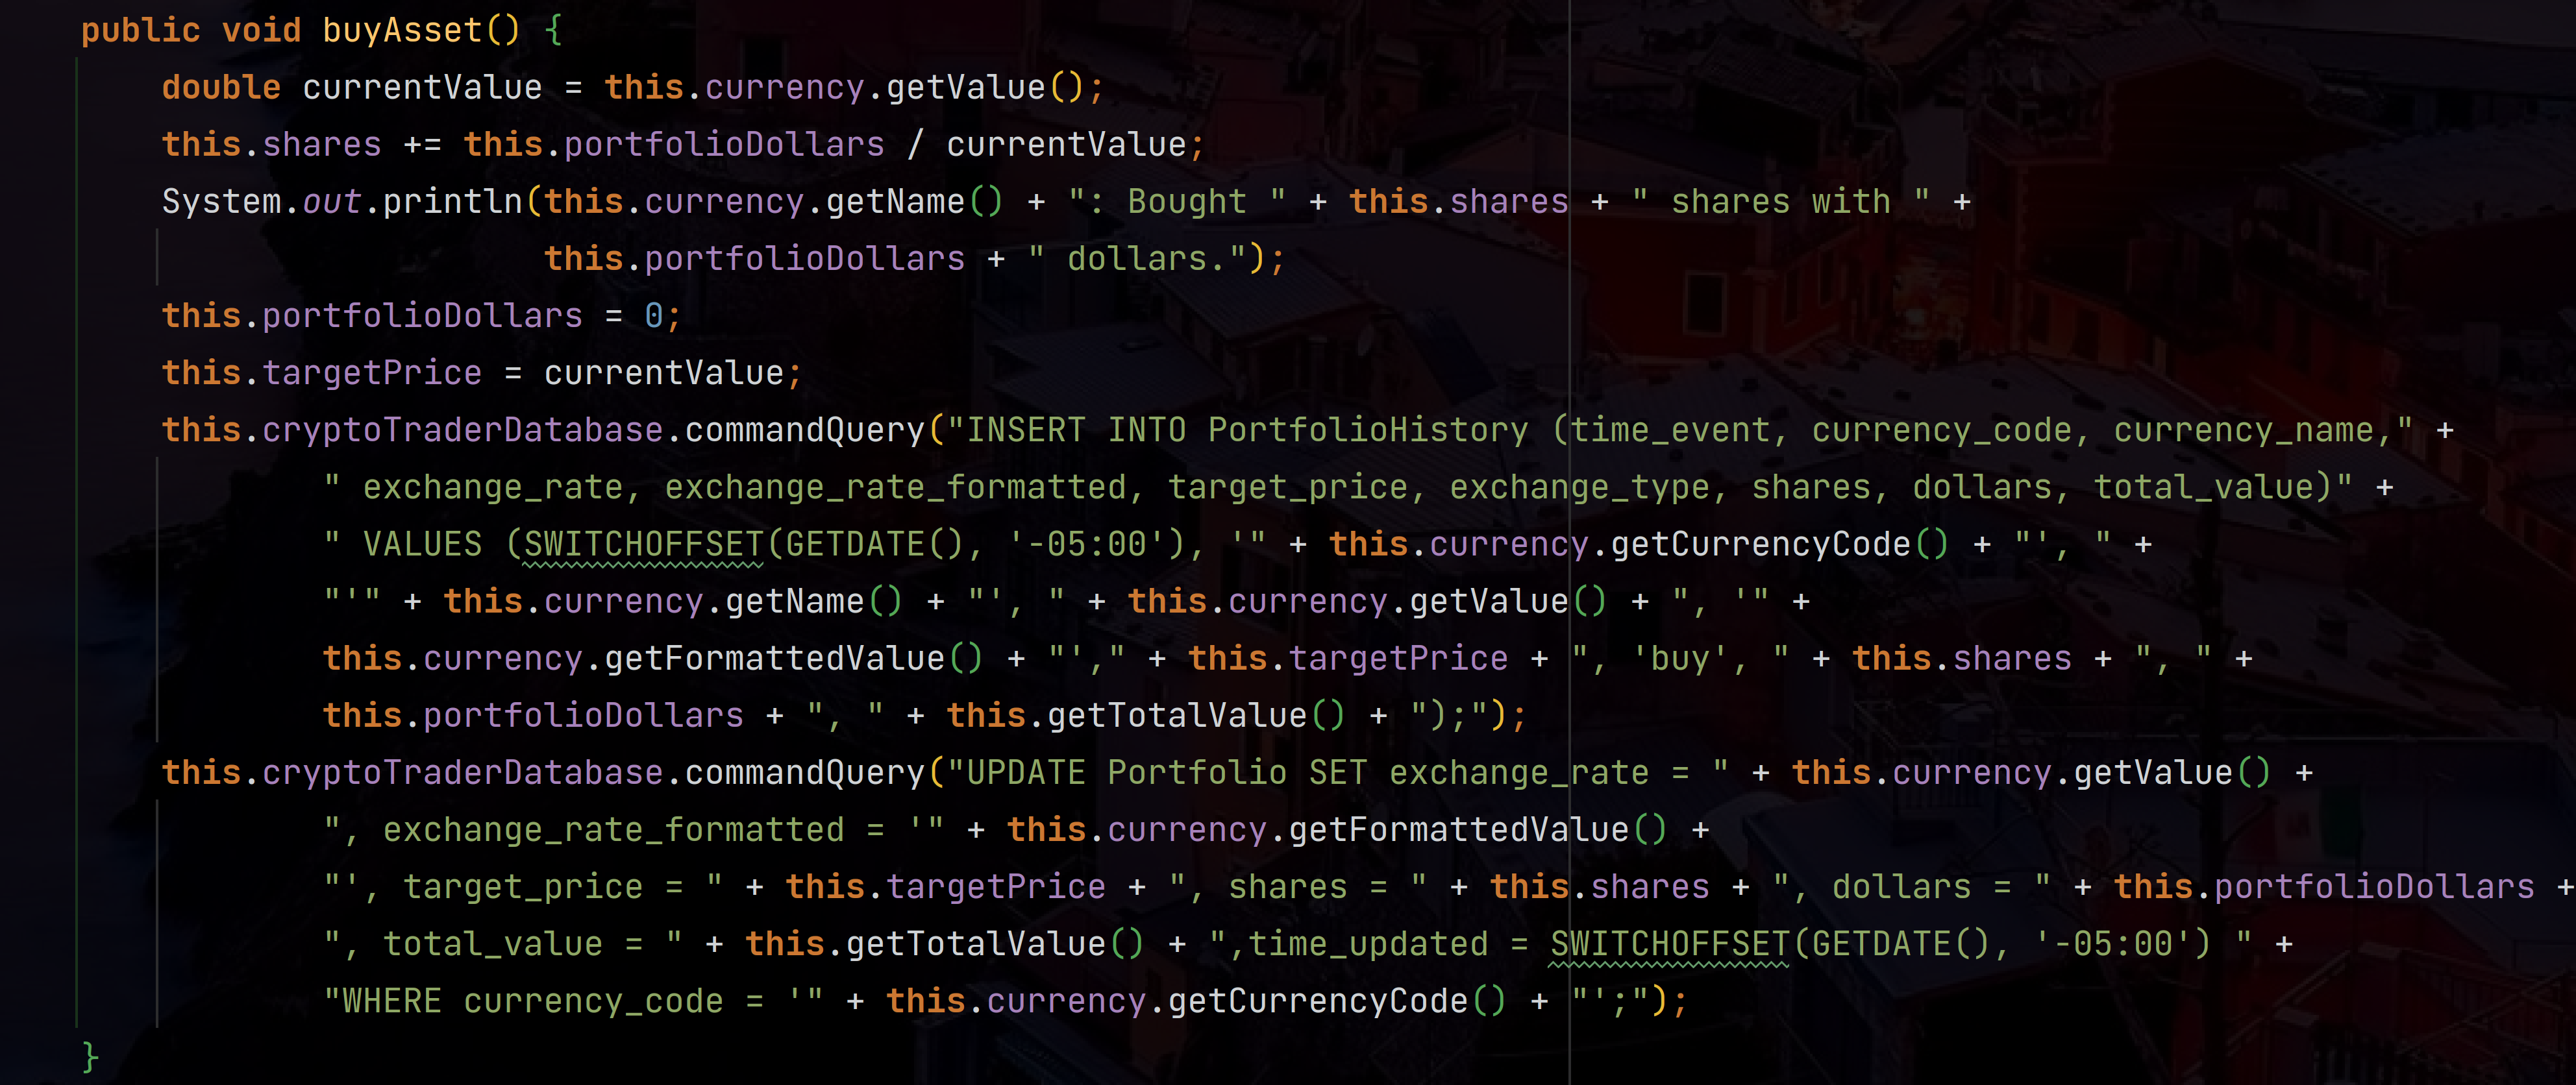 public void buyAsset() {
    double currentValue = this.currency.getValue();
    this.shares += this.portfolioDollars / currentValue;
    System.out.println(this.currency.getName() + ": Bought " + this.shares + " shares with " +
                       this.portfolioDollars + " dollars.");
    this.portfolioDollars = 0;
    this.targetPrice = currentValue;
    this.cryptoTraderDatabase.commandQuery("INSERT INTO PortfolioHistory (time_event, currency_code, currency_name," +
            " exchange_rate, exchange_rate_formatted, target_price, exchange_type, shares, dollars, total_value)" +
            " VALUES (SWITCHOFFSET(GETDATE(), '-05:00'), '" + this.currency.getCurrencyCode() + "', " +
            "'" + this.currency.getName() + "', " + this.currency.getValue() + ", '" +
            this.currency.getFormattedValue() + "'," + this.targetPrice + ", 'buy', " + this.shares + ", " +
            this.portfolioDollars + ", " + this.getTotalValue() + ");");
    this.cryptoTraderDatabase.commandQuery("UPDATE Portfolio SET exchange_rate = " + this.currency.getValue() +
            ", exchange_rate_formatted = '" + this.currency.getFormattedValue() +
            "', target_price = " + this.targetPrice + ", shares = " + this.shares + ", dollars = " + this.portfolioDollars +
            ", total_value = " + this.getTotalValue() + ",time_updated = SWITCHOFFSET(GETDATE(), '-05:00') " +
            "WHERE currency_code = '" + this.currency.getCurrencyCode() + "';");
}